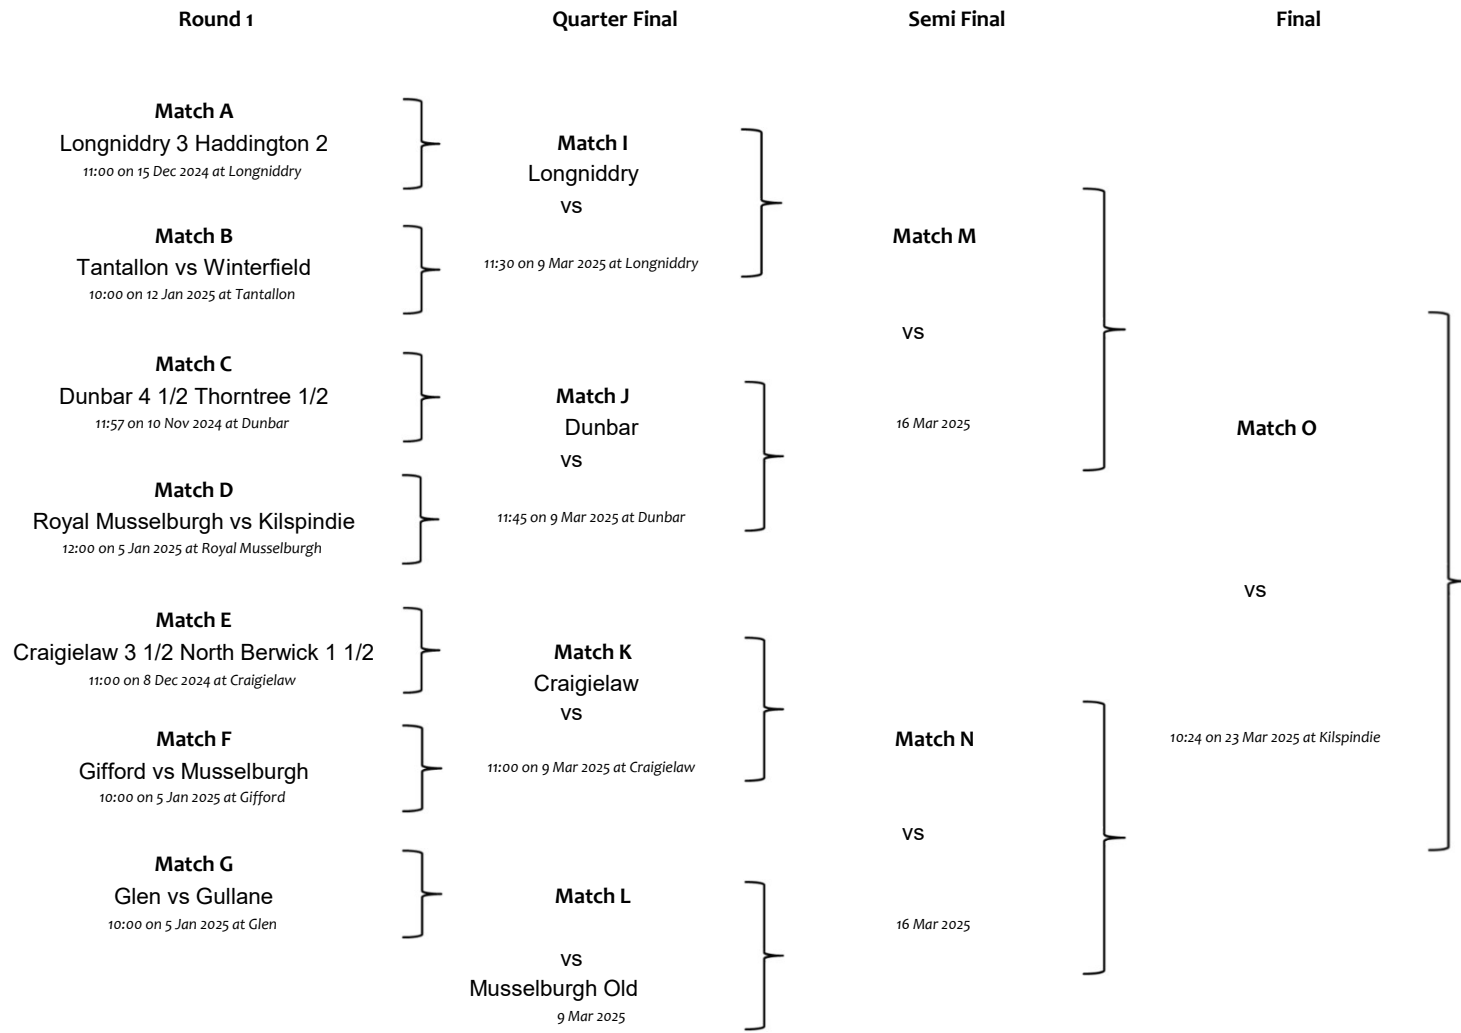 Round 1
Quarter Final
Semi Final
Final
Match A
Longniddry 3 Haddington 2
11:00 on 15 Dec 2024 at Longniddry
Match B
Tantallon vs Winterfield
10:00 on 12 Jan 2025 at Tantallon
Match C
Dunbar 4 1/2 Thorntree 1/2
11:57 on 10 Nov 2024 at Dunbar
Match D
Royal Musselburgh vs Kilspindie
12:00 on 5 Jan 2025 at Royal Musselburgh
Match E
Craigielaw 3 1/2 North Berwick 1 1/2
11:00 on 8 Dec 2024 at Craigielaw
Match F
Gifford vs Musselburgh
10:00 on 5 Jan 2025 at Gifford
Match G
Glen vs Gullane
10:00 on 5 Jan 2025 at Glen
Match I
Longniddry
vs
11:30 on 9 Mar 2025 at Longniddry
Match J
Dunbar
vs
11:45 on 9 Mar 2025 at Dunbar
Match K
Craigielaw
vs
11:00 on 9 Mar 2025 at Craigielaw
Match L
vs
Musselburgh Old
9 Mar 2025
Match M
vs
16 Mar 2025
Match N
vs
16 Mar 2025
Match O
vs
10:24 on 23 Mar 2025 at Kilspindie